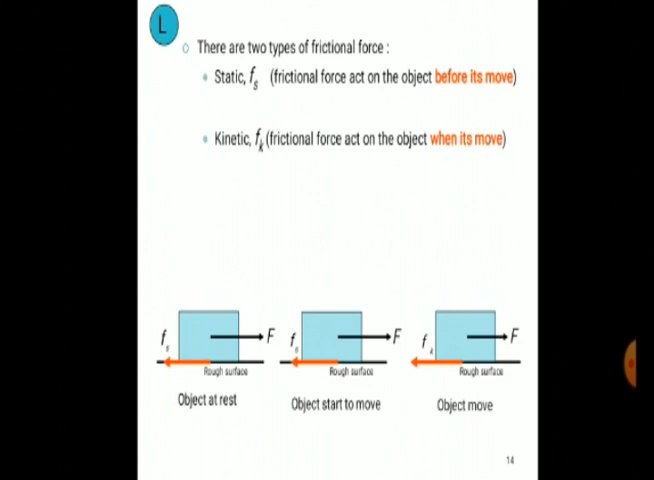 L
There are two types of frictional force :
Static, fs (frictional force act on the object before its move)
Kinetic, fk (frictional force act on the object when its move)
fs F fs F fk F
Rough surface Rough surface Rough surface
Object at rest Object start to move Object move
14